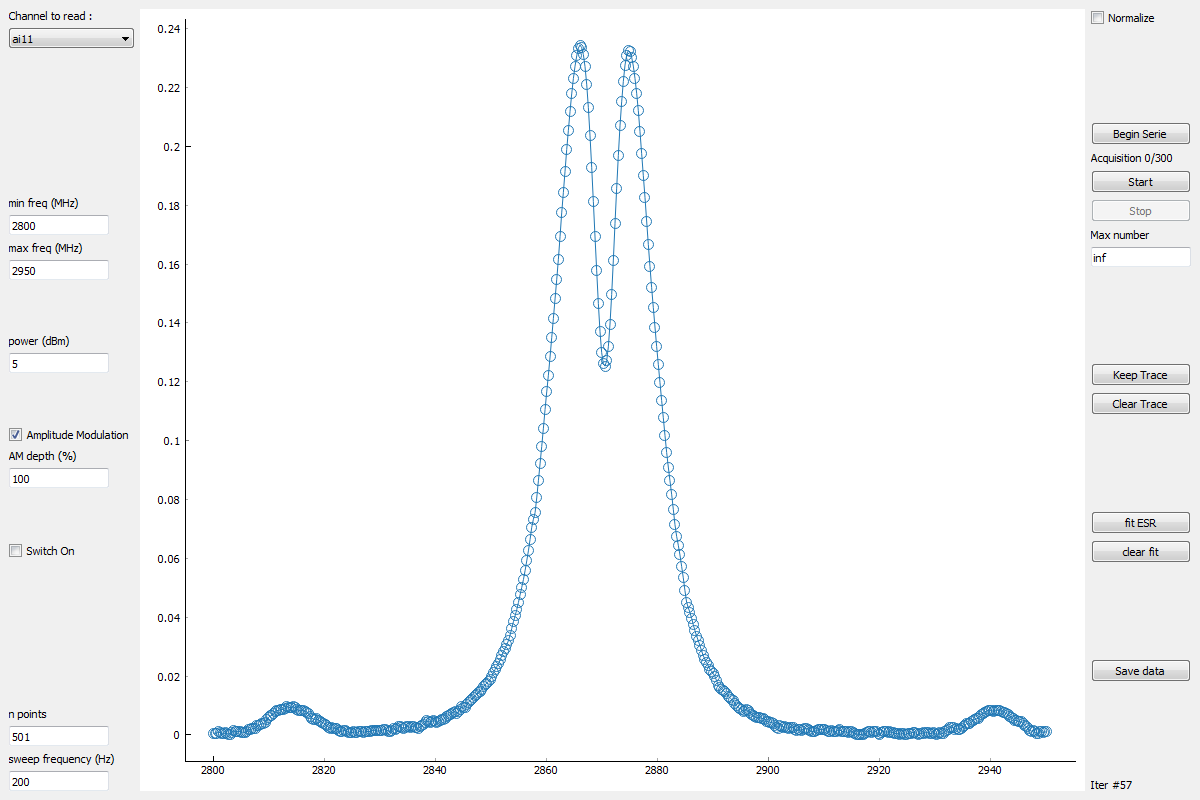 Channel to read :
ai11
min freq (MHz)
2800
max freq (MHz)
2950
power (dBm)
5
Amplitude Modulation
AM depth (%)
100
Switch On
n points
501
sweep frequency (Hz)
200
0.24
0.22
0.2
0.18
0.16
0.14
0.12
0.1
0.08
0.06
0.04
0.02
0
2800 2820 2840 2860 2880 2900 2920 2940
Normalize
Begin Serie
Acquisition 0/300
Start
Stop
Max number
inf
Keep Trace
Clear Trace
fit ESR
clear fit
Save data
Iter #57